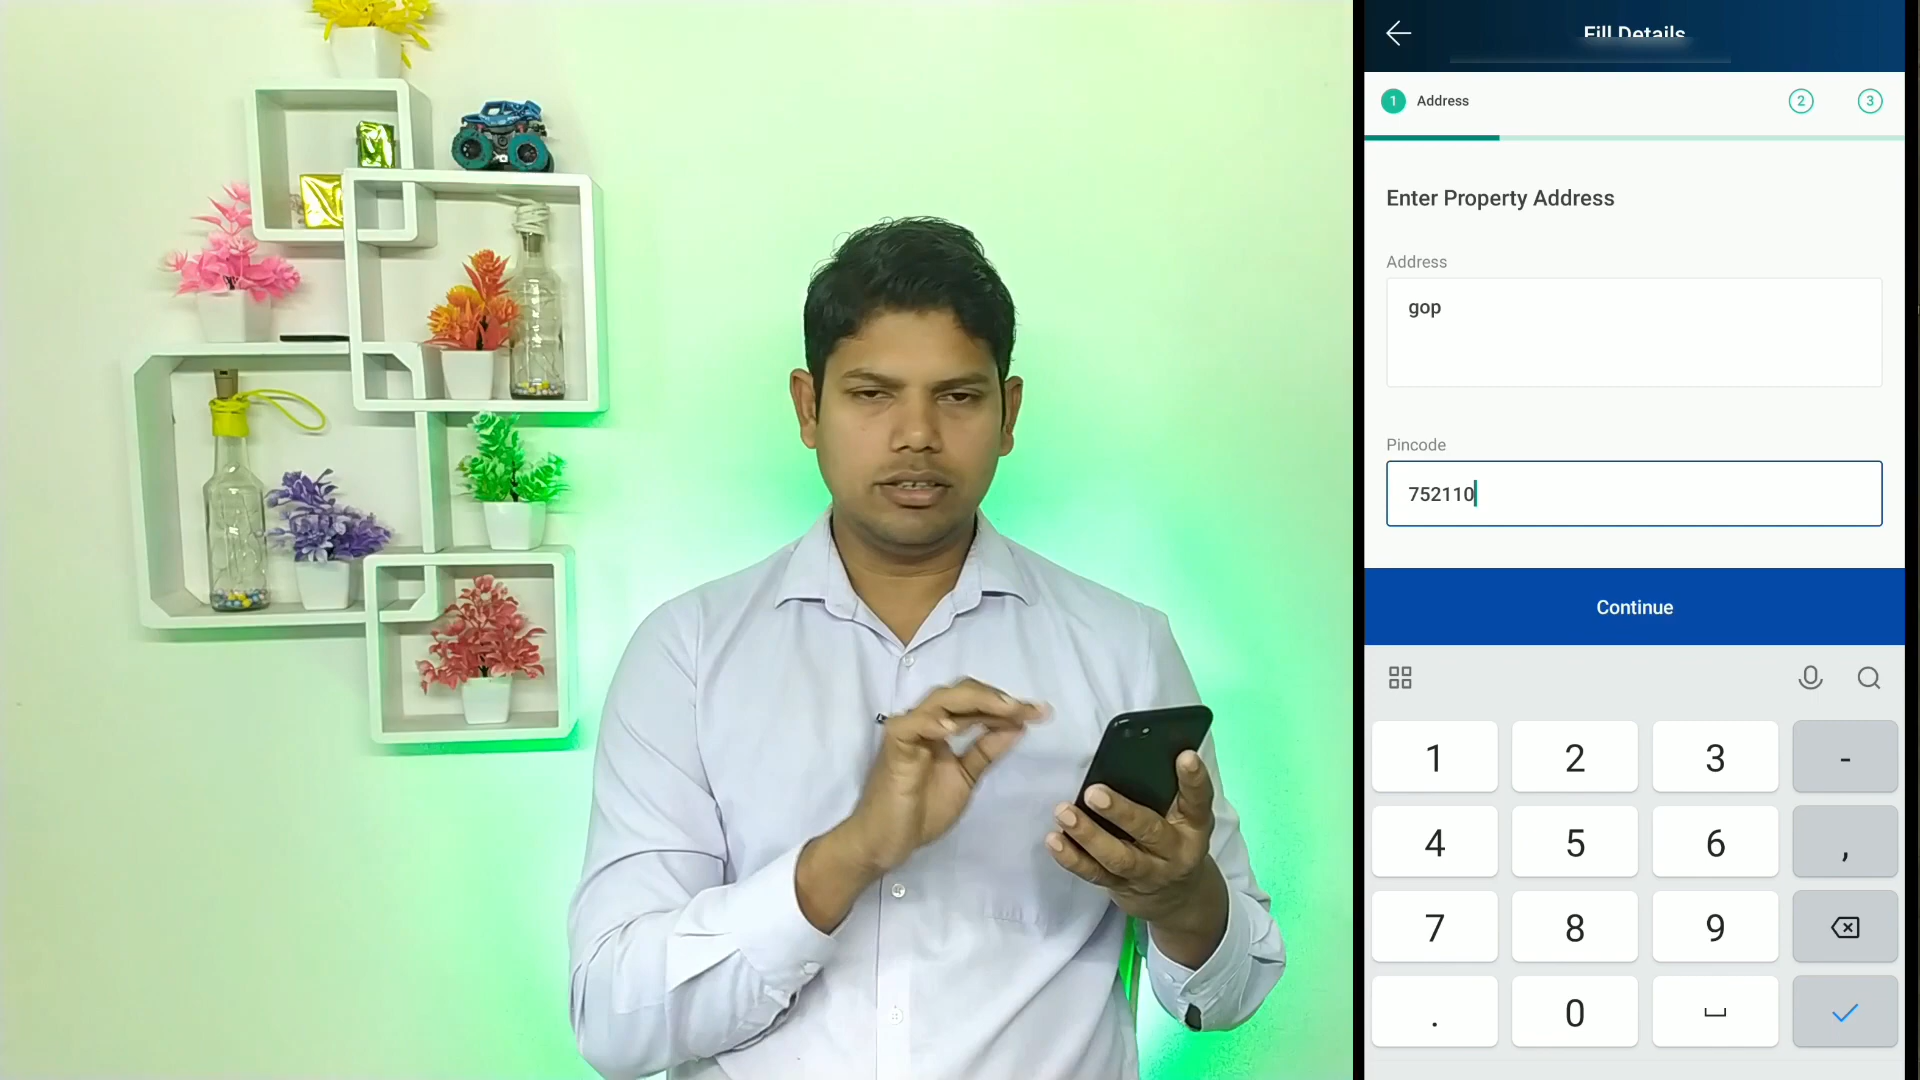 Fill Details
1 Address 2 3
Enter Property Address
Address
gop
Pincode
752110
Continue
1 2 3 -
4 5 6 ,
7 8 9
. 0